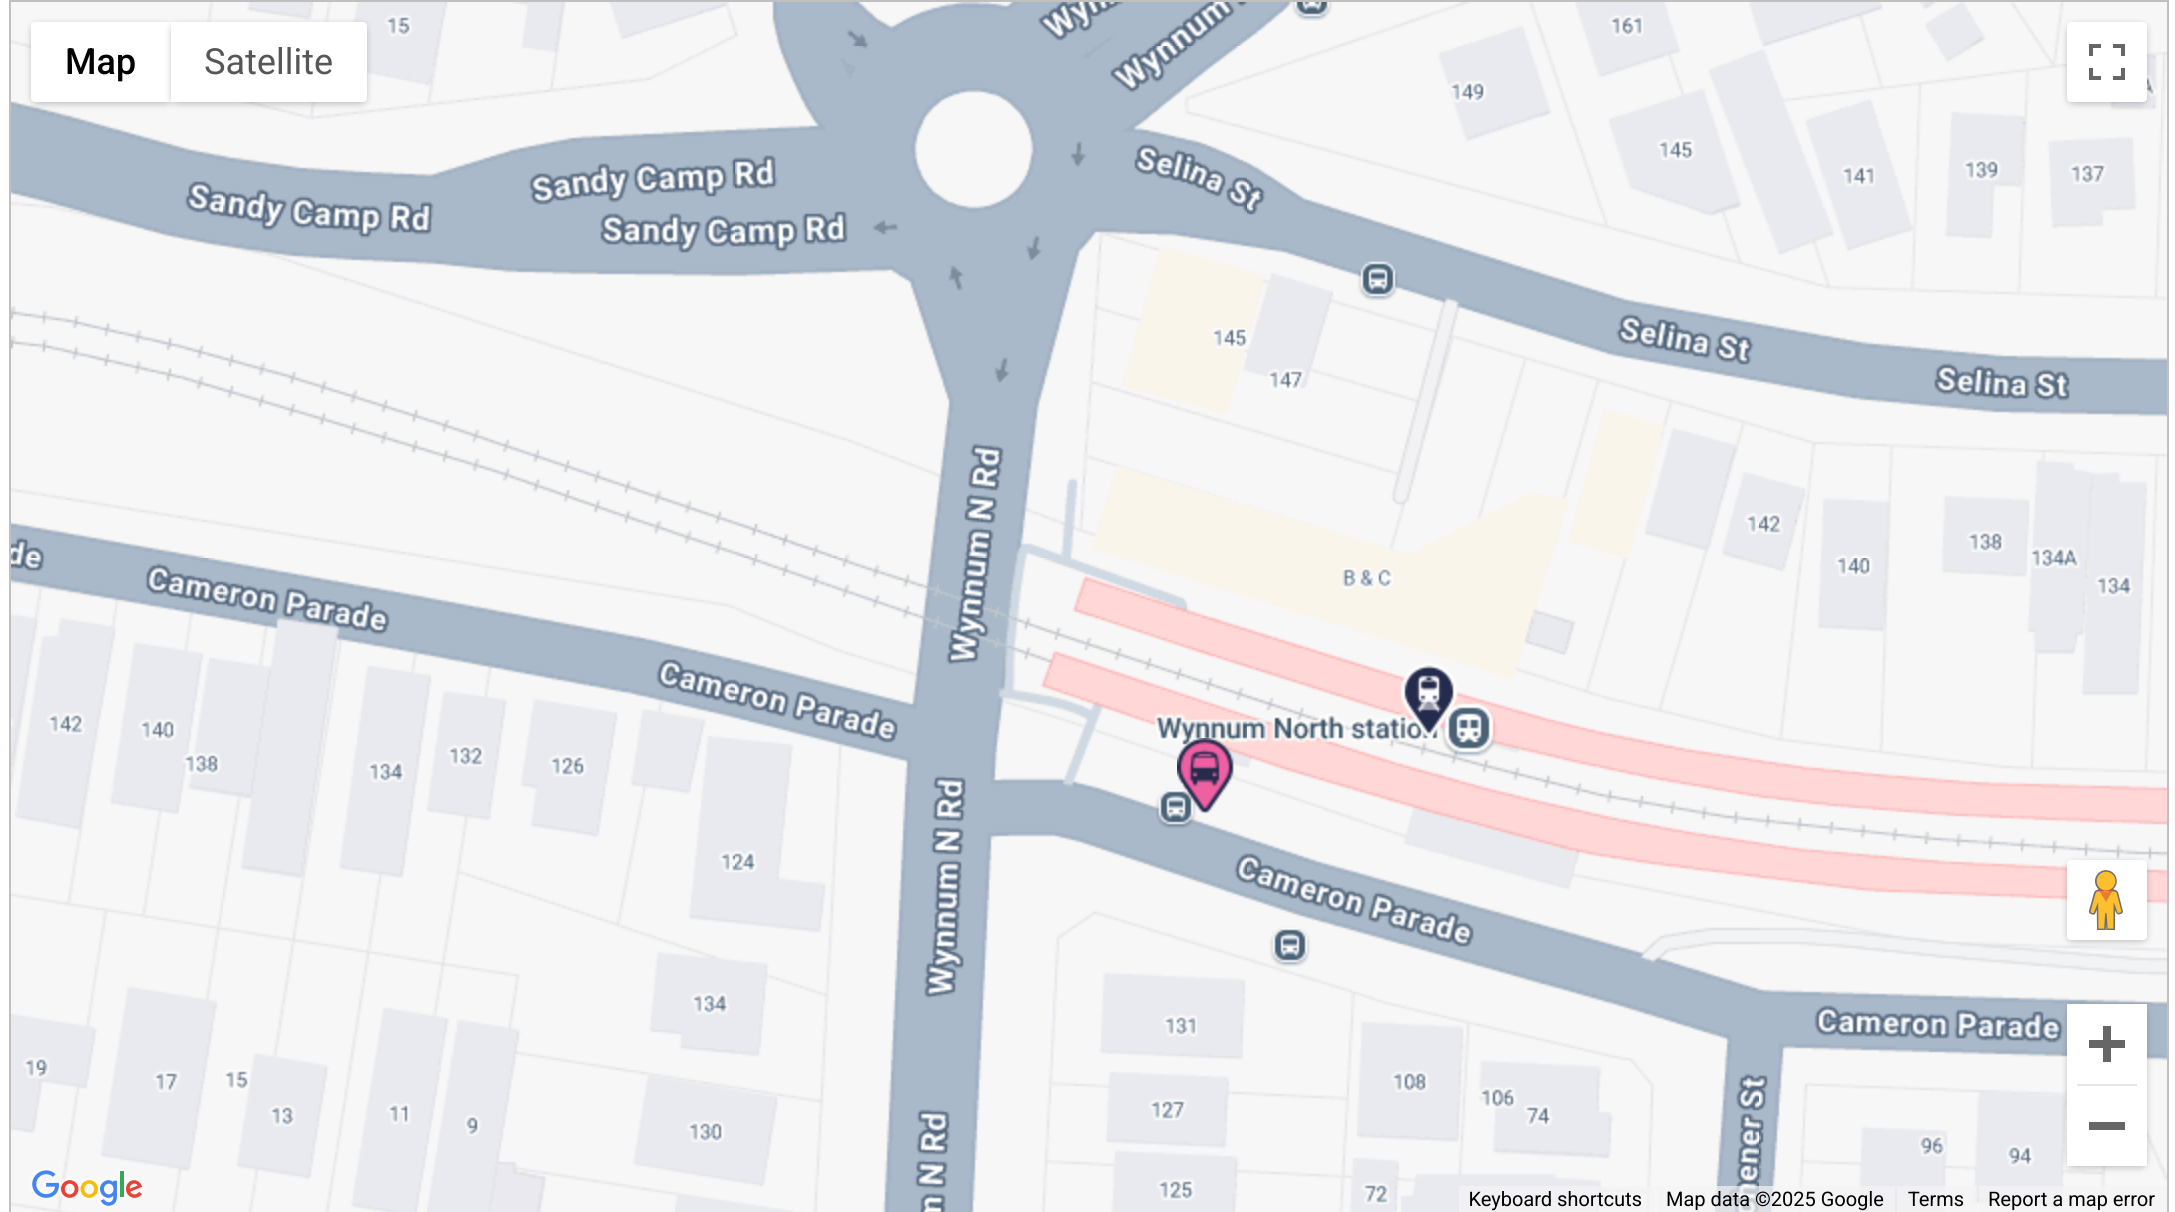 Map
Satellite
15
161
149
145
141
139
137
Wynnum
Sandy Camp Rd
Sandy Camp Rd
Sandy Camp Rd
Selina St
Selina St
Selina St
145
147
Wynnum N Rd
B & C
142
140
138
134A
134
Cameron Parade
Cameron Parade
142
140
138
134
132
126
124
Wynnum North station
Wynnum N Rd
Cameron Parade
Cameron Parade
134
130
131
127
125
108
106
74
72
96
94
19
17
15
13
11
9
Google
Keyboard shortcuts
Map data ©2025 Google
Terms
Report a map error